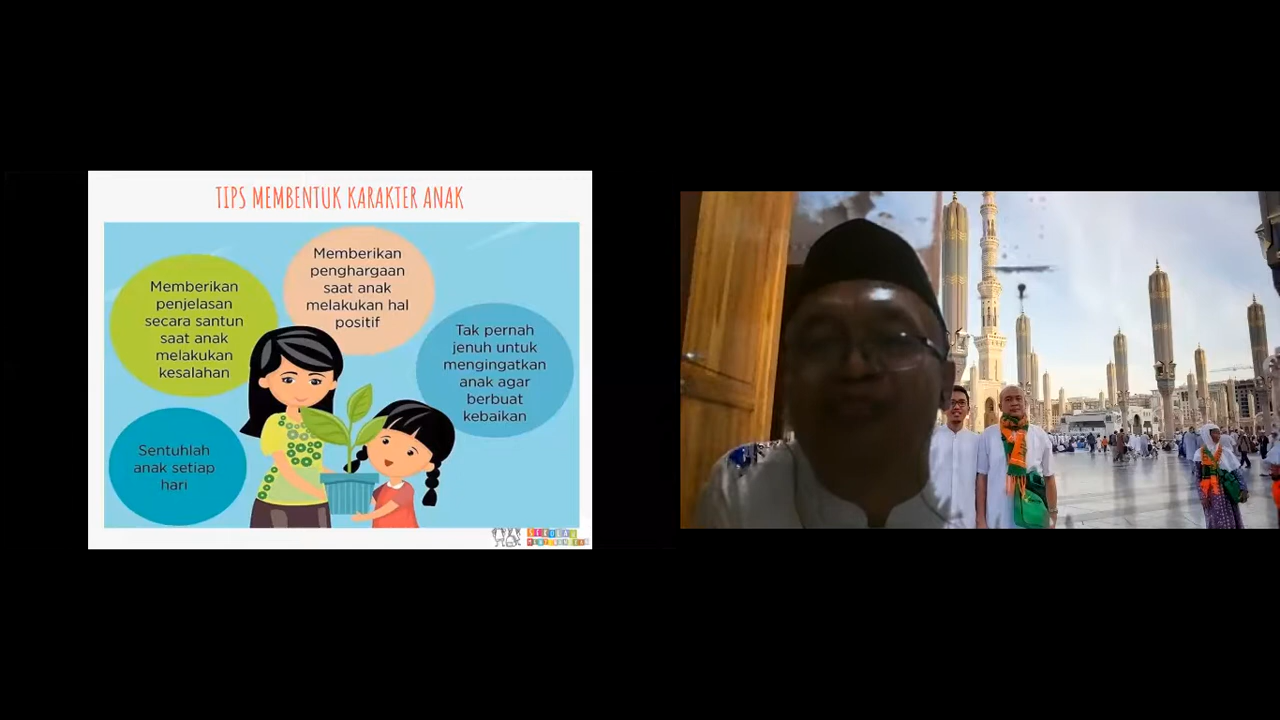 TIPS MEMBENTUK KARAKTER ANAK
Memberikan
penjelasan
secara santun
saat anak
melakukan
kesalahan
Memberikan
penghargaan
saat anak
melakukan hal
positif
Tak pernah
jenuh untuk
mengingatkan
anak agar
berbuat
kebaikan
Sentuhlah
anak setiap
hari